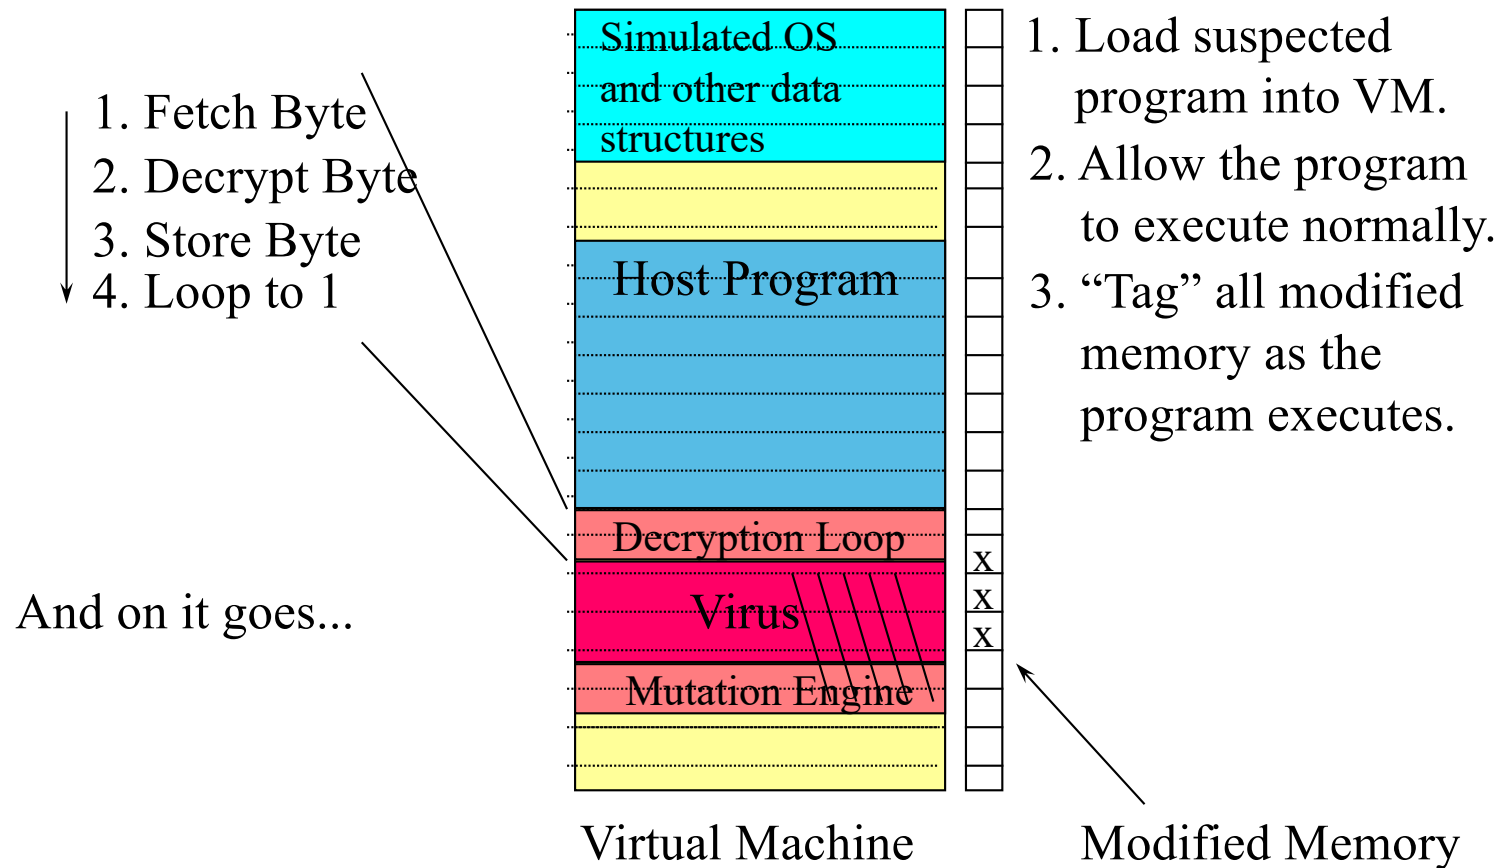 1. Fetch Byte
2. Decrypt Byte
3. Store Byte
4. Loop to 1
And on it goes...
Simulated OS
and other data
structures
Host Program
Decryption Loop
Virus
Mutation Engine
Virtual Machine
x
x
x
1. Load suspected
program into VM.
2. Allow the program
to execute normally.
3. “Tag” all modified
memory as the
program executes.
Modified Memory